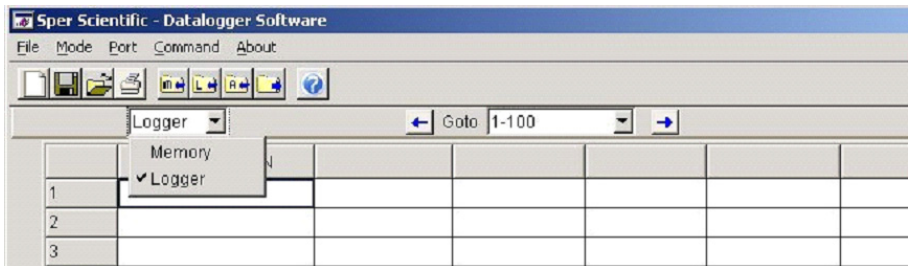 Sper Scientific - Datalogger Software
File Mode Port Command About
m L A
Logger Goto 1-100
Memory
N
Logger
1
2
3